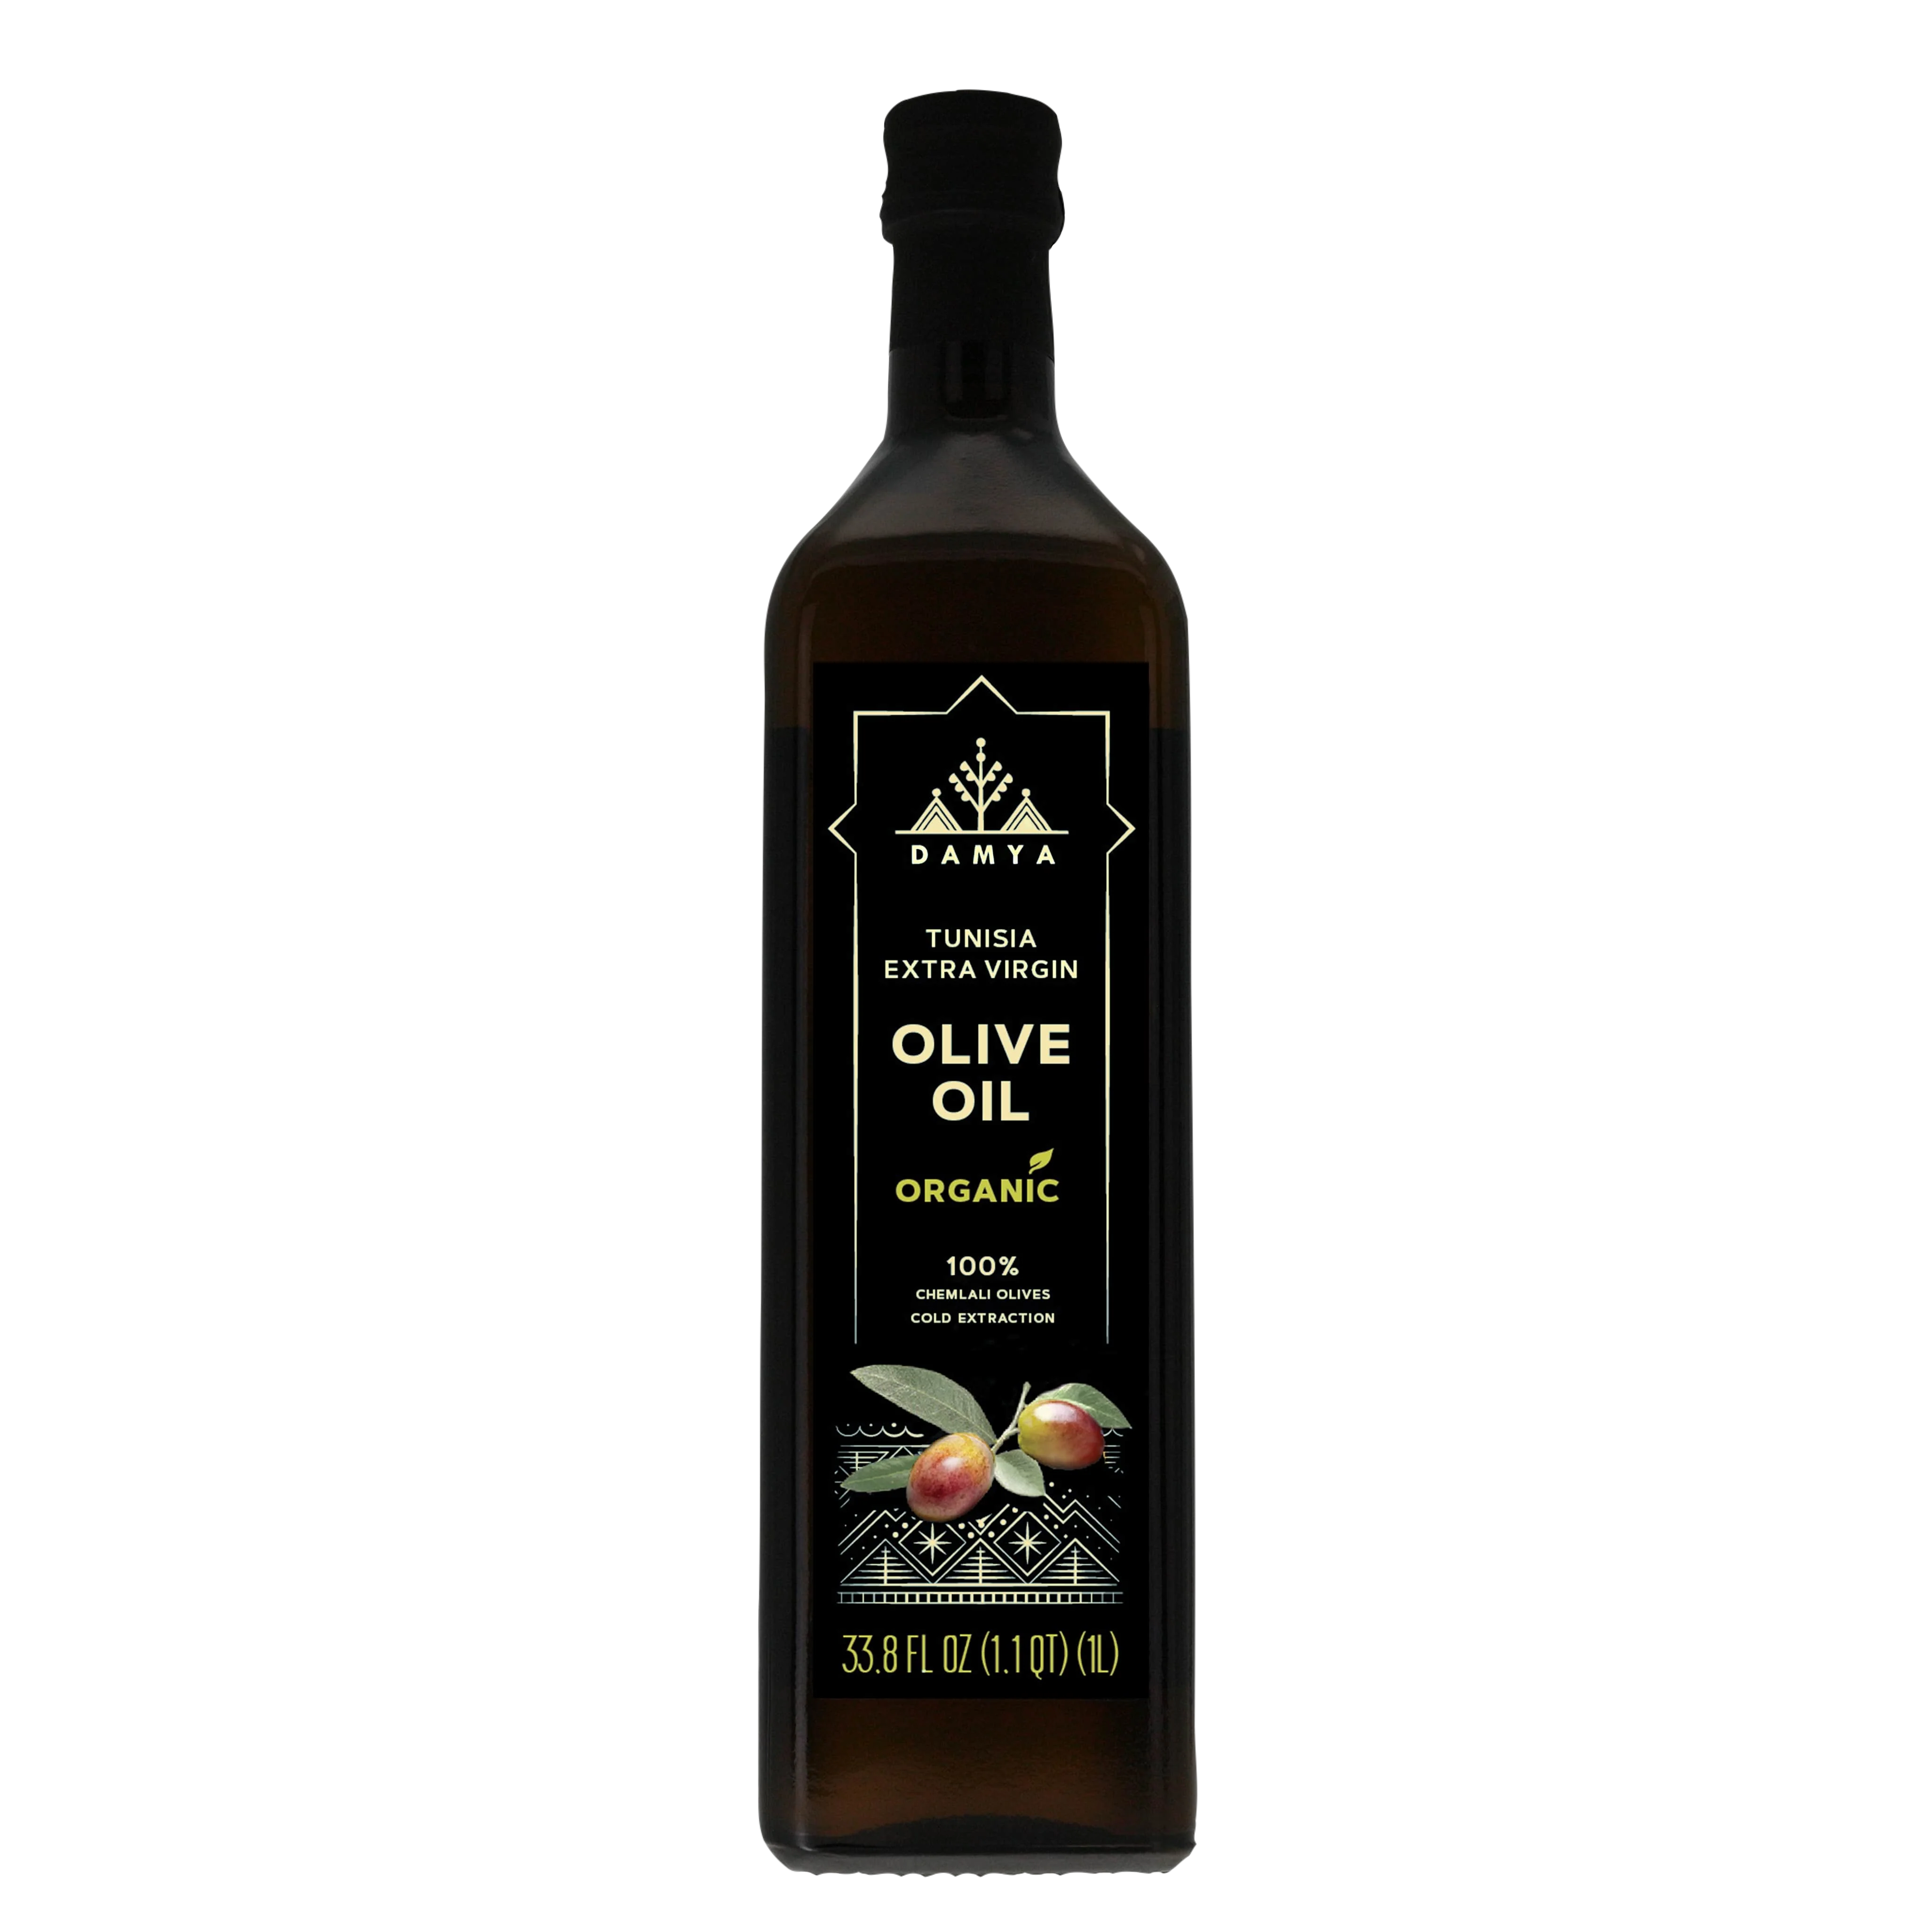 DAMYA
TUNISIA
EXTRA VIRGIN
OLIVE
OIL
ORGANIC
100%
CHEMLALI OLIVES
COLD EXTRACTION
33.8 FL OZ (1.1 QT) (1L)